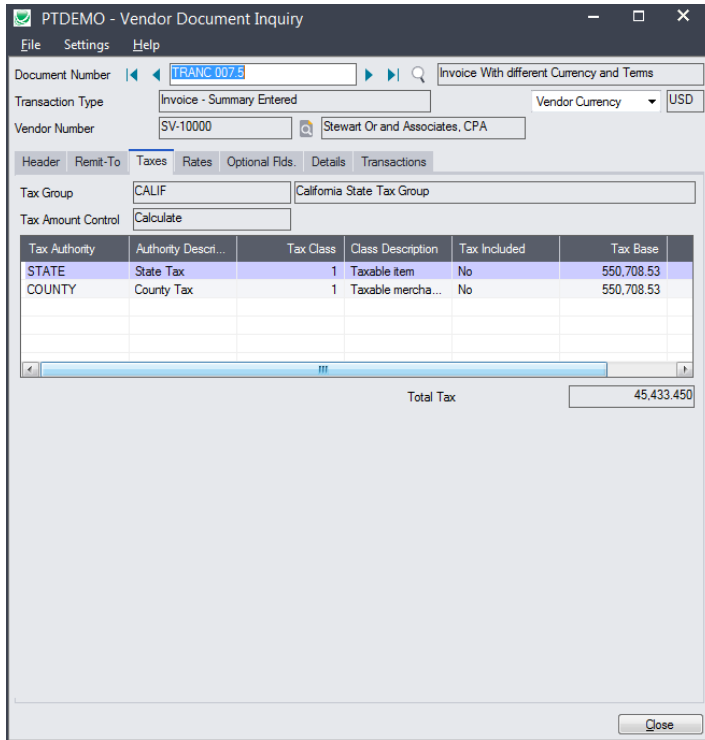 PTDEMO - Vendor Document Inquiry
File Settings Help
Document Number TRANC 007.5 Invoice With different Currency and Terms
Transaction Type Invoice - Summary Entered Vendor Currency USD
Vendor Number SV-10000 Stewart Or and Associates, CPA
Header Remit-To Taxes Rates Optional Flds. Details Transactions
Tax Group CALIF California State Tax Group
Tax Amount Control Calculate
Tax Authority Authority Descri... Tax Class Class Description Tax Included Tax Base
STATE State Tax 1 Taxable item No 550,708.53
COUNTY County Tax 1 Taxable mercha... No 550,708.53
Total Tax 45,433.450
Close